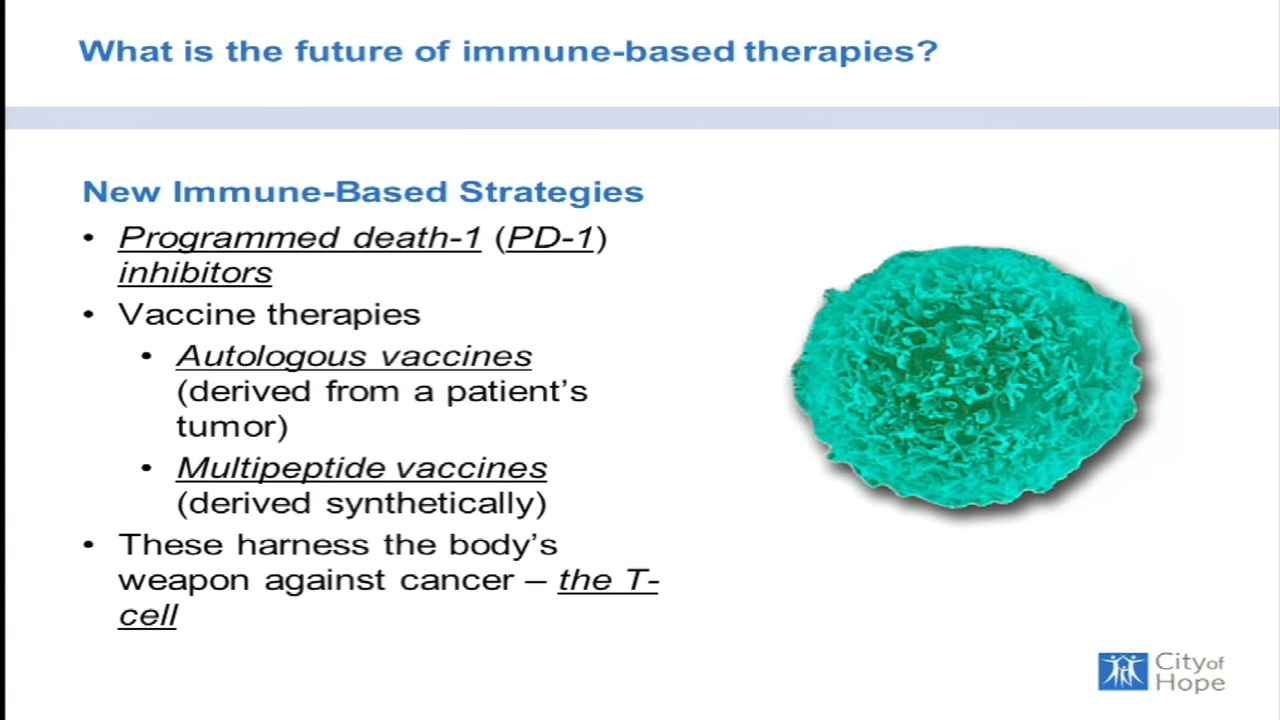 What is the future of immune-based therapies?
New Immune-Based Strategies
• Programmed death-1 (PD-1)
inhibitors
• Vaccine therapies
• Autologous vaccines
(derived from a patient’s
tumor)
• Multipeptide vaccines
(derived synthetically)
• These harness the body’s
weapon against cancer – the T-
cell
City of
Hope